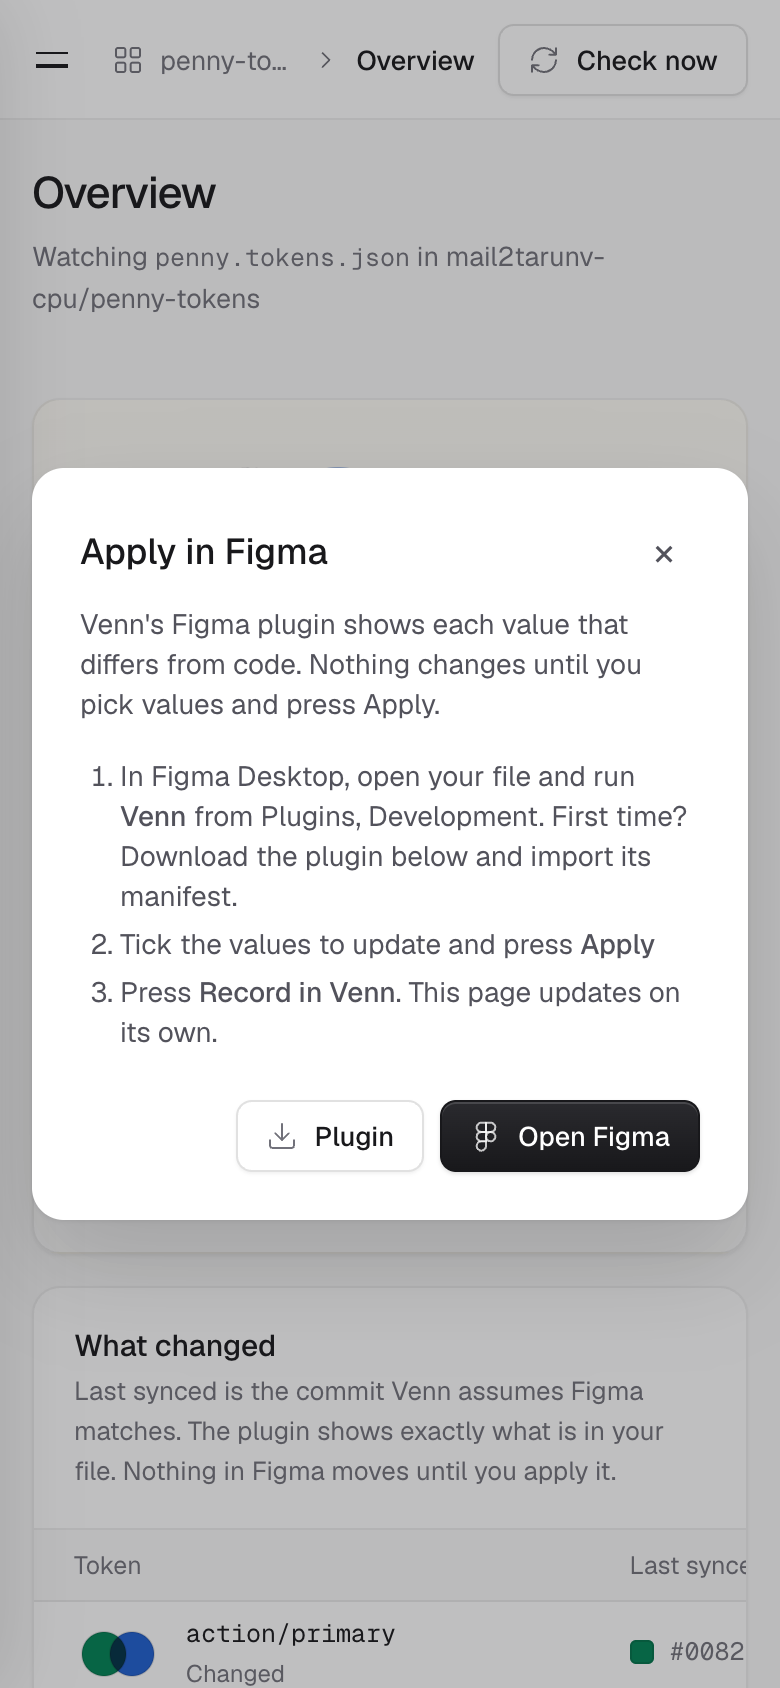 penny-to... Overview Check now
Overview
Watching penny.tokens.json in mail2tarunv-
cpu/penny-tokens
Apply in Figma
Venn's Figma plugin shows each value that
differs from code. Nothing changes until you
pick values and press Apply.
1. In Figma Desktop, open your file and run
Venn from Plugins, Development. First time?
Download the plugin below and import its
manifest.
2. Tick the values to update and press Apply
3. Press Record in Venn. This page updates on
its own.
Plugin Open Figma
What changed
Last synced is the commit Venn assumes Figma
matches. The plugin shows exactly what is in your
file. Nothing in Figma moves until you apply it.
Token Last synce
action/primary
#0082
Changed